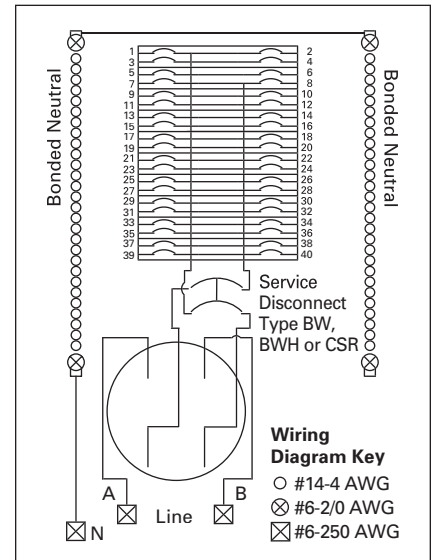 Bonded Neutral
1 2
3 4
5 6
7 8
9 10
11 12
13 14
15 16
17 18
19 20
21 22
23 24
25 26
27 28
29 30
31 32
33 34
35 36
37 38
39 40
Bonded Neutral
Service
Disconnect
Type BW,
BWH or CSR
A
B
Line
N
Wiring
Diagram Key
#14-4 AWG
#6-2/0 AWG
#6-250 AWG